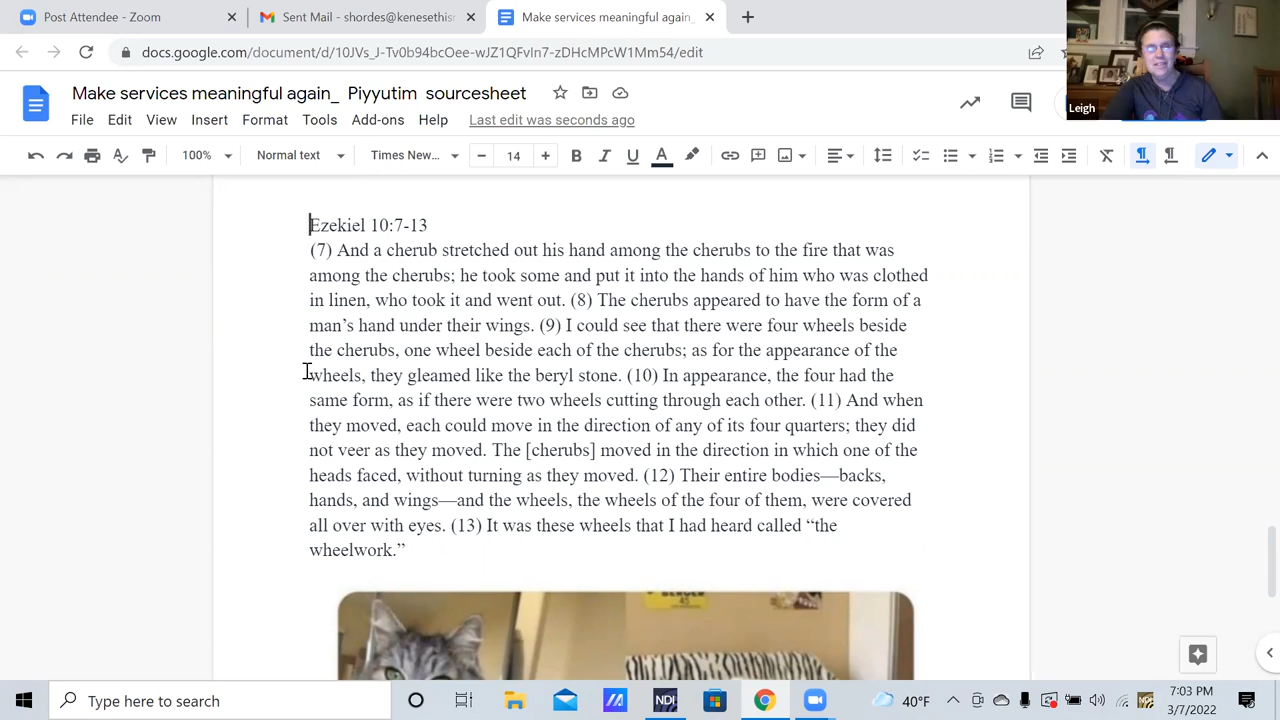 Post Attendee - Zoom
Sent Mail - shordes@kenesethis
Make services meaningful again_
docs.google.com/document/d/10JVs_J-Tv0b94bcOee-wJZ1QFvIn7-zDHcMPcW1Mm54/edit
Leigh
Make services meaningful again_ Piyyutim sourcesheet
File Edit View Insert Format Tools Add-ons Help Last edit was seconds ago
100% Normal text Times New... 14 B I U A
Ezekiel 10:7-13
(7) And a cherub stretched out his hand among the cherubs to the fire that was
among the cherubs; he took some and put it into the hands of him who was clothed
in linen, who took it and went out. (8) The cherubs appeared to have the form of a
man’s hand under their wings. (9) I could see that there were four wheels beside
the cherubs, one wheel beside each of the cherubs; as for the appearance of the
wheels, they gleamed like the beryl stone. (10) In appearance, the four had the
same form, as if there were two wheels cutting through each other. (11) And when
they moved, each could move in the direction of any of its four quarters; they did
not veer as they moved. The [cherubs] moved in the direction in which one of the
heads faced, without turning as they moved. (12) Their entire bodies—backs,
hands, and wings—and the wheels, the wheels of the four of them, were covered
all over with eyes. (13) It was these wheels that I had heard called “the
wheelwork.”
Type here to search
NDI
40°F
7:03 PM
3/7/2022